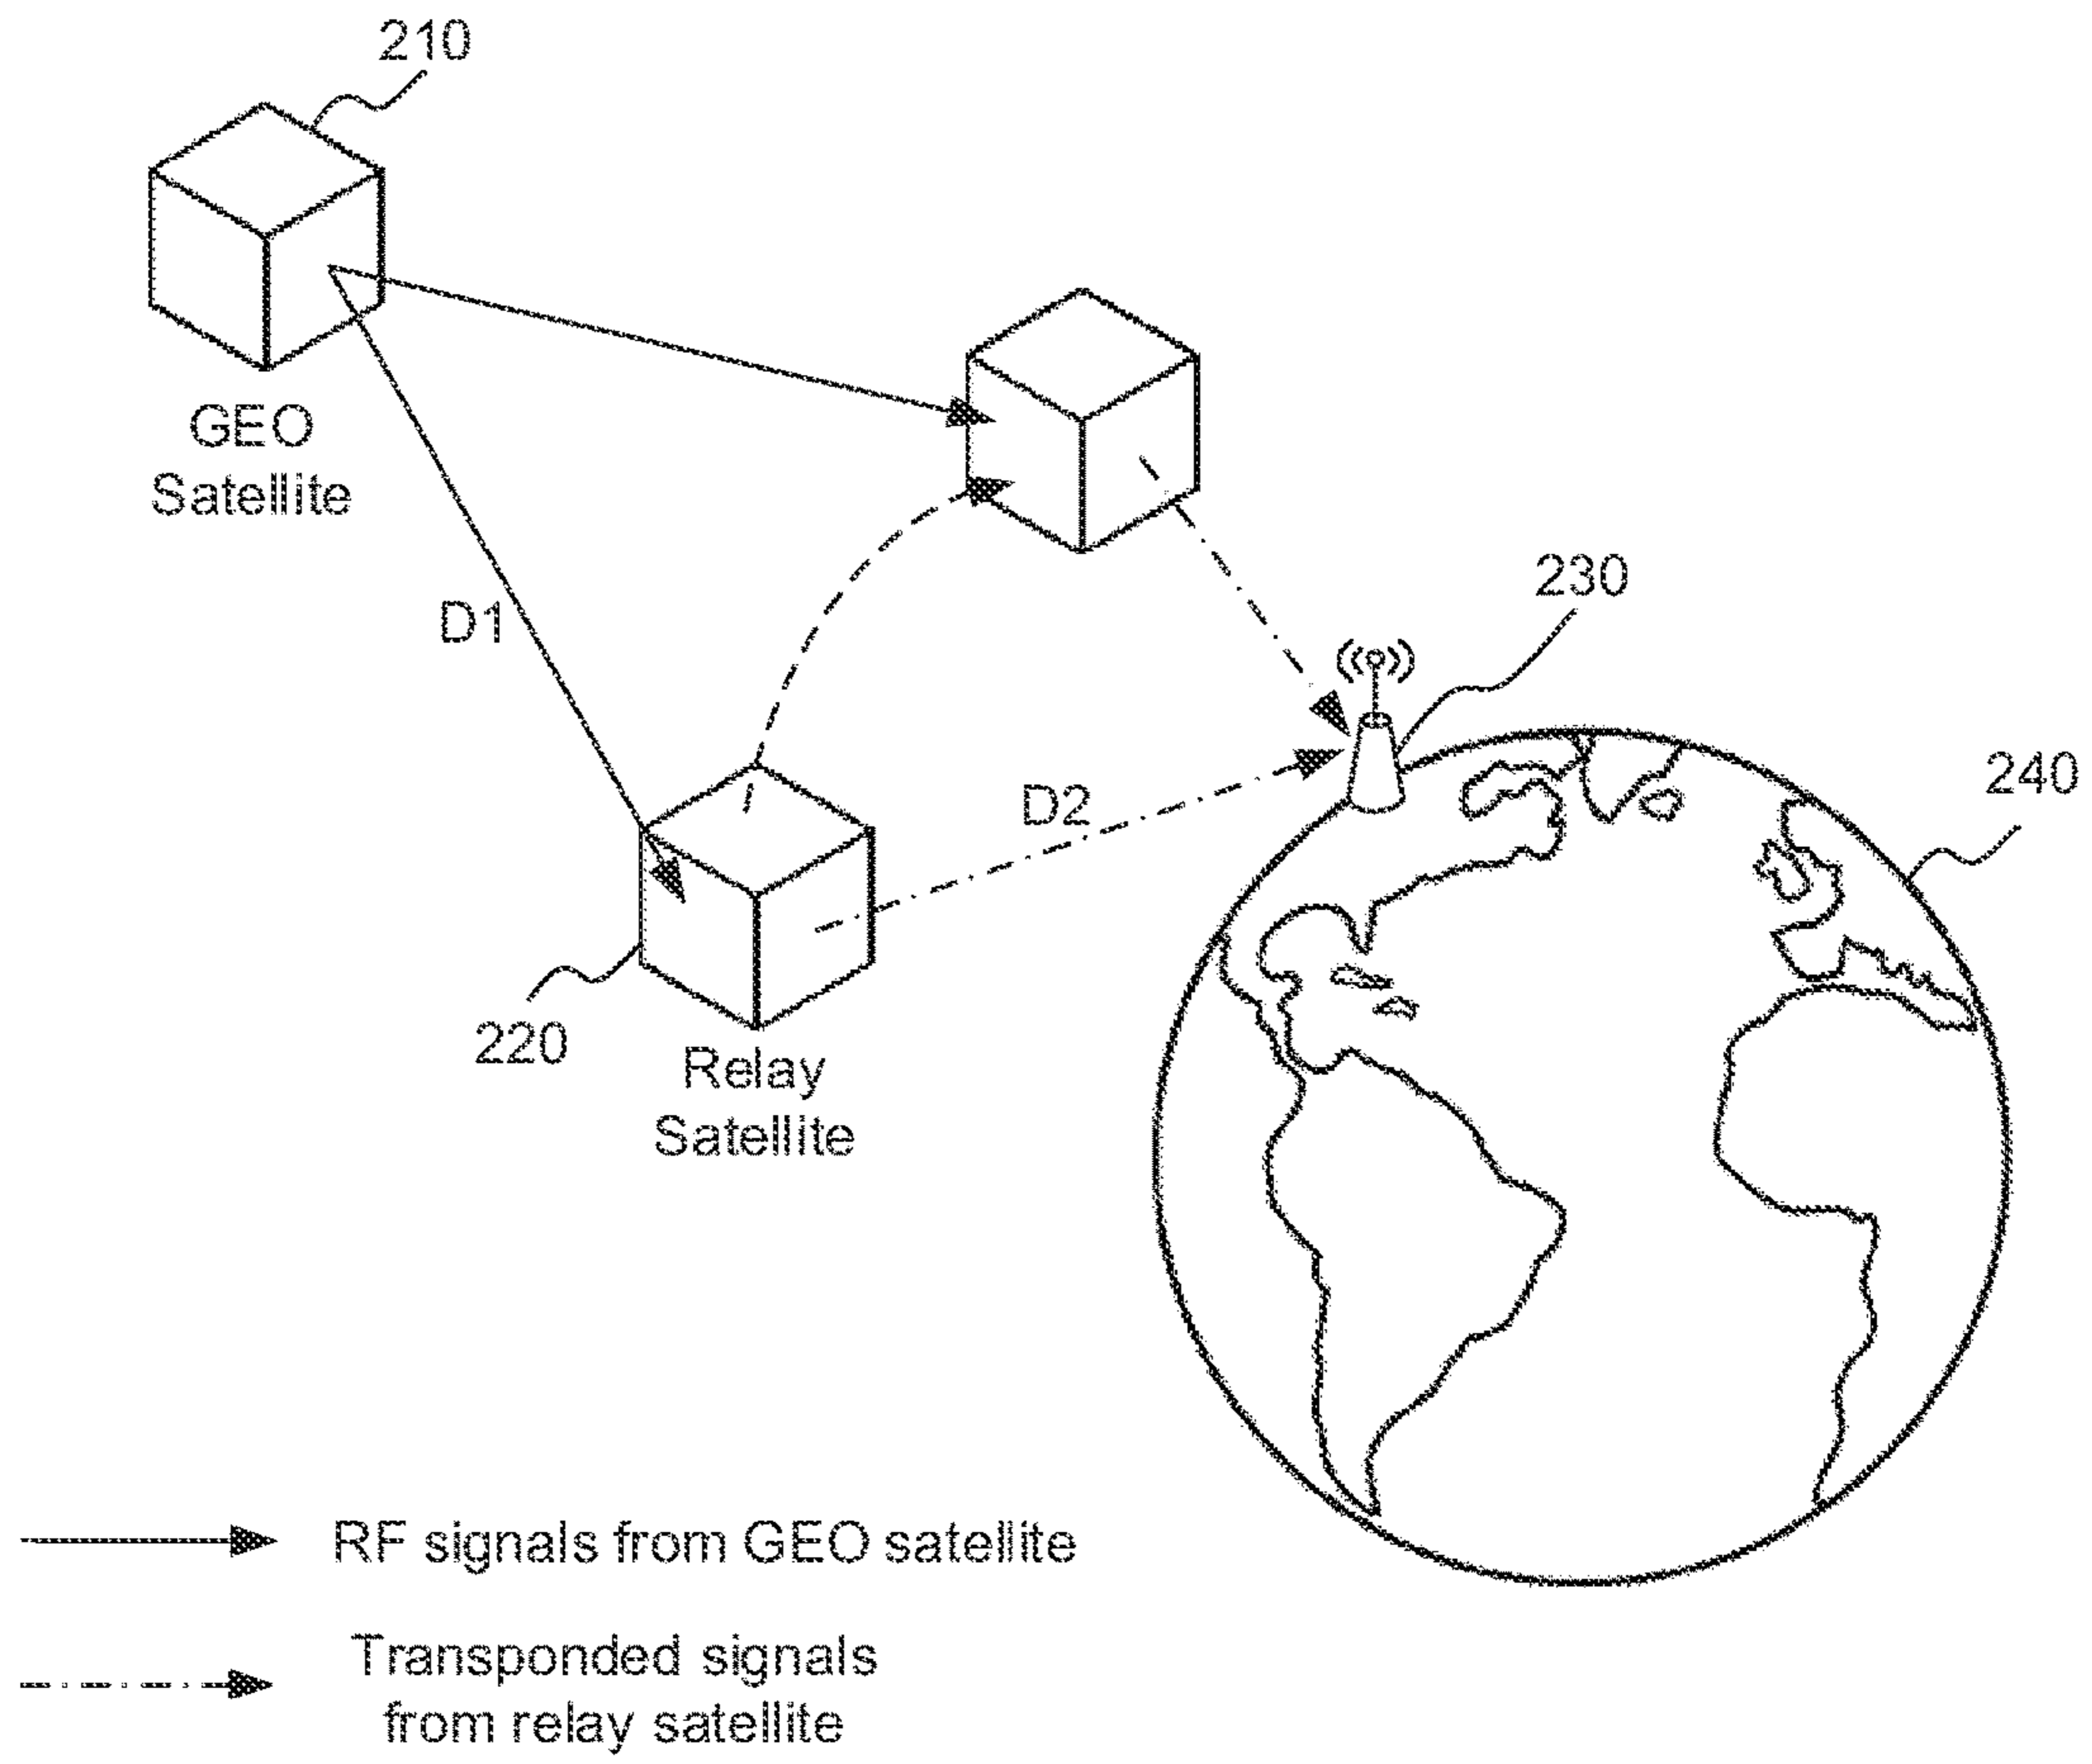 210
GEO
Satellite
D1
230
240
D2
220
Relay
Satellite
RF signals from GEO satellite
Transponded signals
from relay satellite